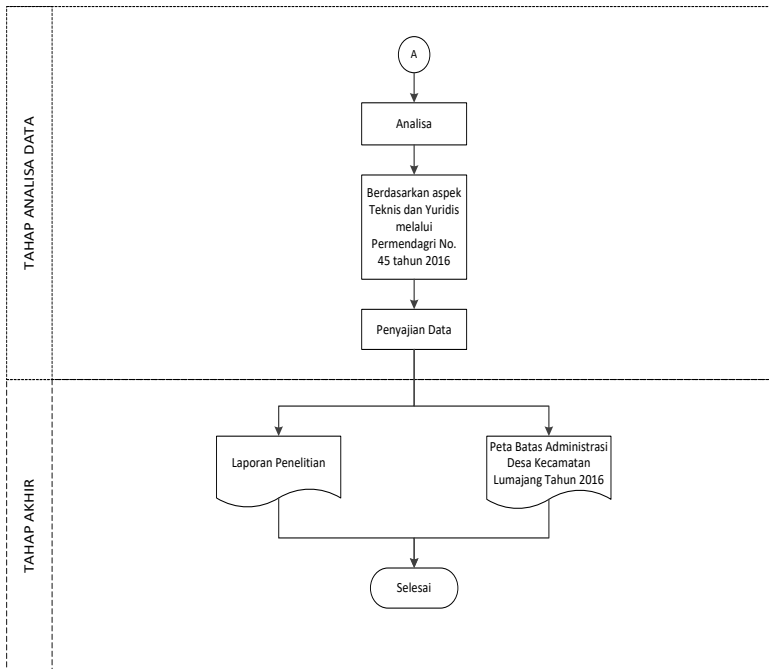 TAHAP ANALISA DATA
A
Analisa
Berdasarkan aspek
Teknis dan Yuridis
melalui
Permendagri No.
45 tahun 2016
Penyajian Data
TAHAP AKHIR
Laporan Penelitian
Peta Batas Administrasi
Desa Kecamatan
Lumajang Tahun 2016
Selesai